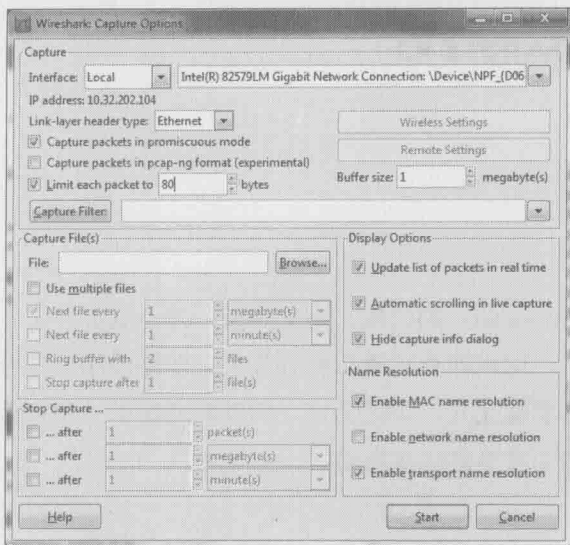 Wireshark: Capture Options
Capture
Interface: Local Intel(R) 82579LM Gigabit Network Connection: \Device\NPF_{D06
IP address: 10.32.202.104
Link-layer header type: Ethernet
Wireless Settings
Capture packets in promiscuous mode
Remote Settings
Capture packets in pcap-ng format (experimental)
Limit each packet to 80 bytes
Buffer size: 1 megabyte(s)
Capture Filter:
Capture File(s)
File: Browse...
Use multiple files
Next file every 1 megabyte(s)
Next file every 1 minute(s)
Ring buffer with 2 files
Stop capture after 1 file(s)
Display Options
Update list of packets in real time
Automatic scrolling in live capture
Hide capture info dialog
Stop Capture ...
... after 1 packet(s)
... after 1 megabyte(s)
... after 1 minute(s)
Name Resolution
Enable MAC name resolution
Enable network name resolution
Enable transport name resolution
Help Start Cancel